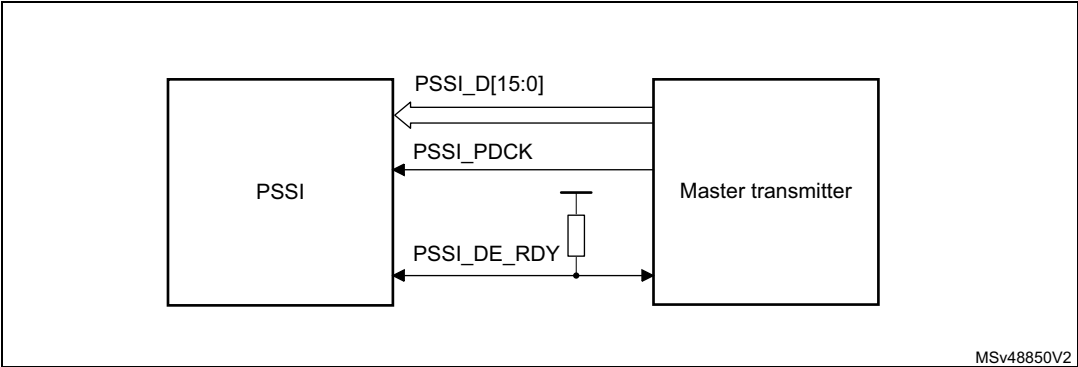 PSSI_D[15:0]
PSSI_PDCK
PSSI
Master transmitter
PSSI_DE_RDY
MSv48850V2